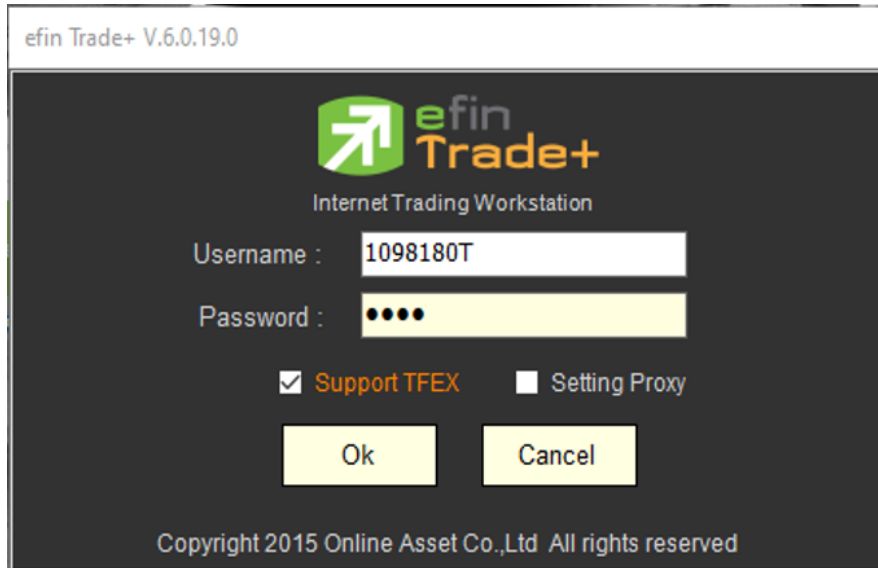 efin Trade+ V.6.0.19.0
efin
Trade+
Internet Trading Workstation
Username : 1098180T
Password : ●●●●
Support TFEX Setting Proxy
Ok Cancel
Copyright 2015 Online Asset Co.,Ltd All rights reserved